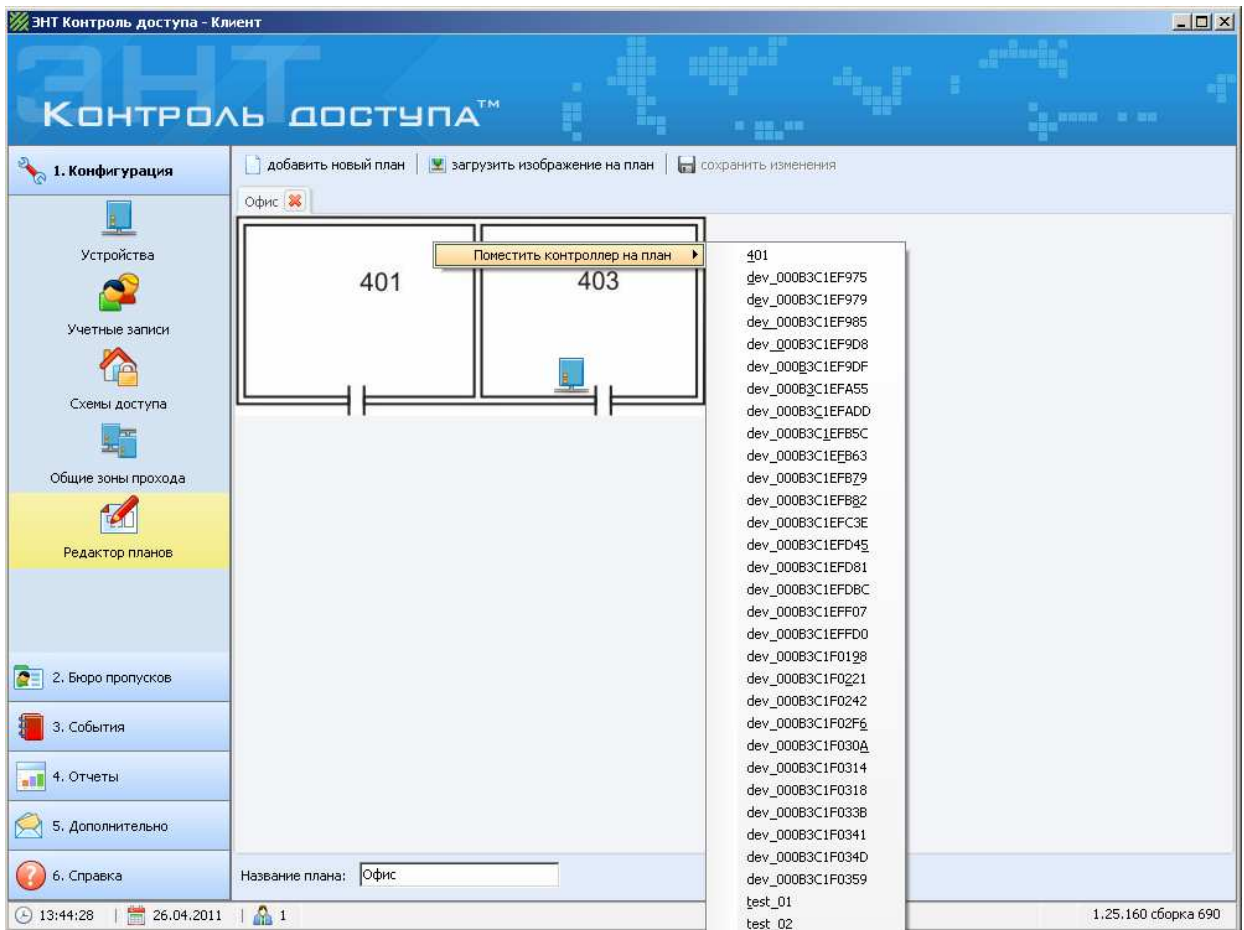 ЭНТ Контроль доступа - Клиент
ЭНТ
КОНТРОЛЬ ДОСТУПА™
1. Конфигурация
Устройства
Учетные записи
Схемы доступа
Общие зоны прохода
Редактор планов
2. Бюро пропусков
3. События
4. Отчеты
5. Дополнительно
6. Справка
добавить новый план
загрузить изображение на план
сохранить изменения
Офис
401
403
Поместить контроллер на план
401
dev_000B3C1EF975
dev_000B3C1EF979
dev_000B3C1EF985
dev_000B3C1EF9D8
dev_000B3C1EF9DF
dev_000B3C1EFA55
dev_000B3C1EFADD
dev_000B3C1EFB5C
dev_000B3C1EFB63
dev_000B3C1EFB79
dev_000B3C1EFB82
dev_000B3C1EFC3E
dev_000B3C1EFD45
dev_000B3C1EFD81
dev_000B3C1EFDBC
dev_000B3C1EFF07
dev_000B3C1EFFD0
dev_000B3C1F0198
dev_000B3C1F0221
dev_000B3C1F0242
dev_000B3C1F02F6
dev_000B3C1F030A
dev_000B3C1F0314
dev_000B3C1F0318
dev_000B3C1F033B
dev_000B3C1F0341
dev_000B3C1F034D
dev_000B3C1F0359
test_01
test_02
Название плана: Офис
13:44:28 | 26.04.2011 | 1
1.25.160 сборка 690